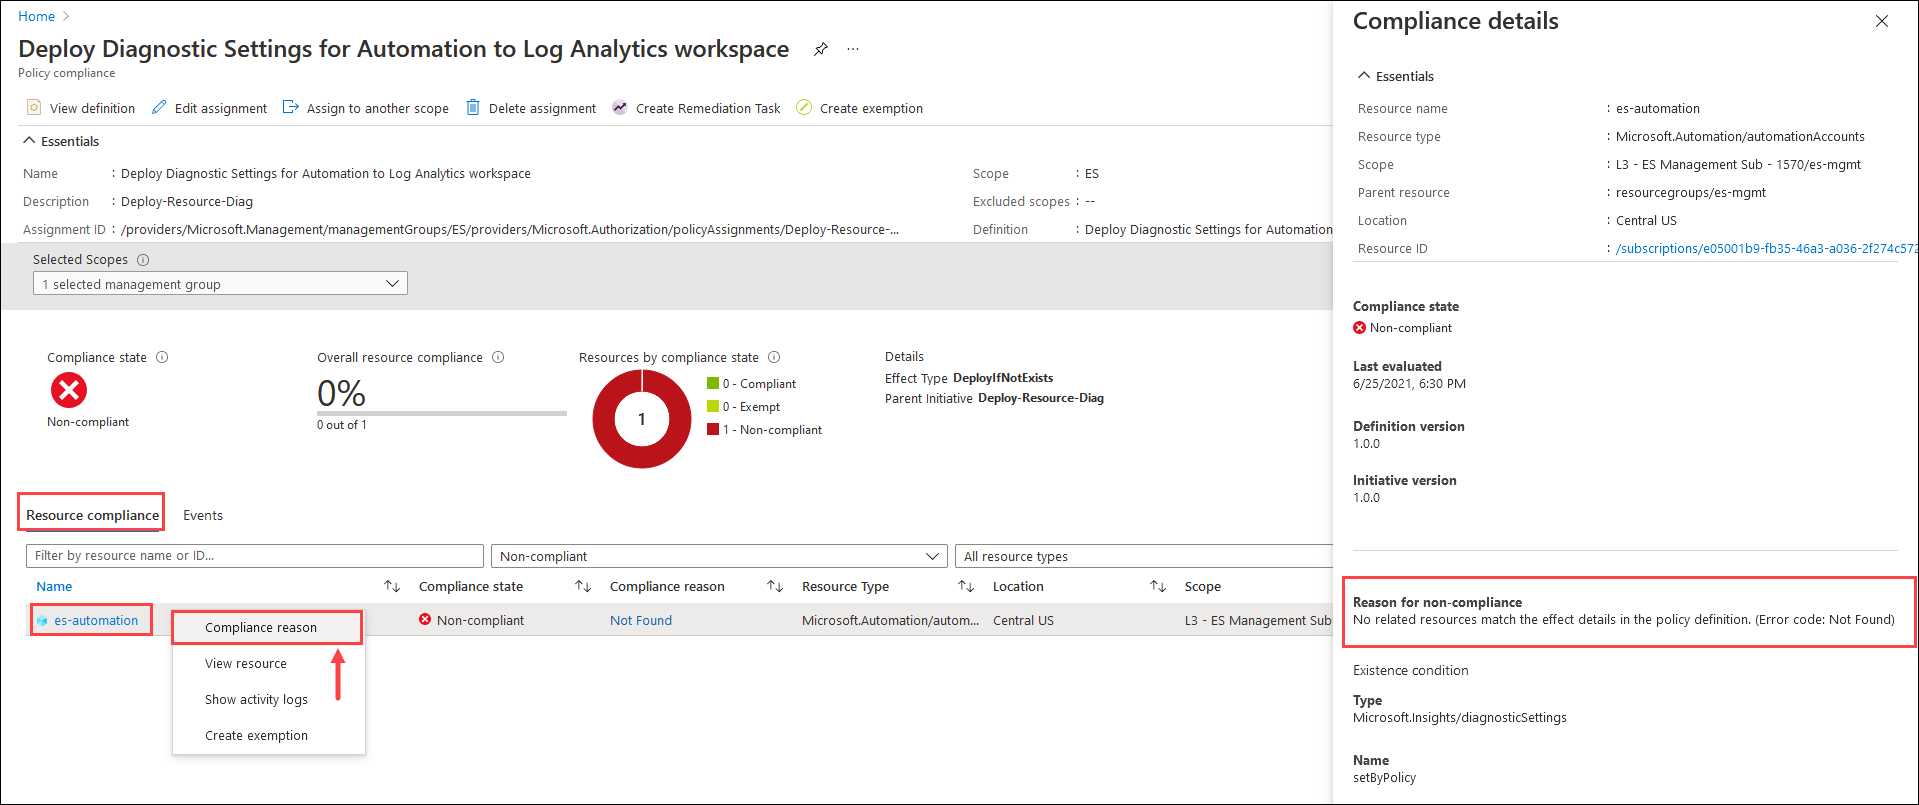 Home
Deploy Diagnostic Settings for Automation to Log Analytics workspace ...
Policy compliance
View definition Edit assignment Assign to another scope Delete assignment Create Remediation Task Create exemption
Essentials
Name : Deploy Diagnostic Settings for Automation to Log Analytics workspace Scope : ES
Description : Deploy-Resource-Diag Excluded scopes : --
Assignment ID : /providers/Microsoft.Management/managementGroups/ES/providers/Microsoft.Authorization/policyAssignments/Deploy-Resource-... Definition : Deploy Diagnostic Settings for Automation
Selected Scopes
1 selected management group
Compliance state
Non-compliant
Overall resource compliance
0%
0 out of 1
Resources by compliance state
1
0 - Compliant
0 - Exempt
1 - Non-compliant
Details
Effect Type DeployIfNotExists
Parent Initiative Deploy-Resource-Diag
Resource compliance Events
Filter by resource name or ID... Non-compliant All resource types
Name Compliance state Compliance reason Resource Type Location Scope
es-automation Non-compliant Not Found Microsoft.Automation/autom... Central US L3 - ES Management Sub
Compliance reason
View resource
Show activity logs
Create exemption
Compliance details
Essentials
Resource name : es-automation
Resource type : Microsoft.Automation/automationAccounts
Scope : L3 - ES Management Sub - 1570/es-mgmt
Parent resource : resourcegroups/es-mgmt
Location : Central US
Resource ID : /subscriptions/e05001b9-fb35-46a3-a036-2f274c572
Compliance state
Non-compliant
Last evaluated
6/25/2021, 6:30 PM
Definition version
1.0.0
Initiative version
1.0.0
Reason for non-compliance
No related resources match the effect details in the policy definition. (Error code: Not Found)
Existence condition
Type
Microsoft.Insights/diagnosticSettings
Name
setByPolicy